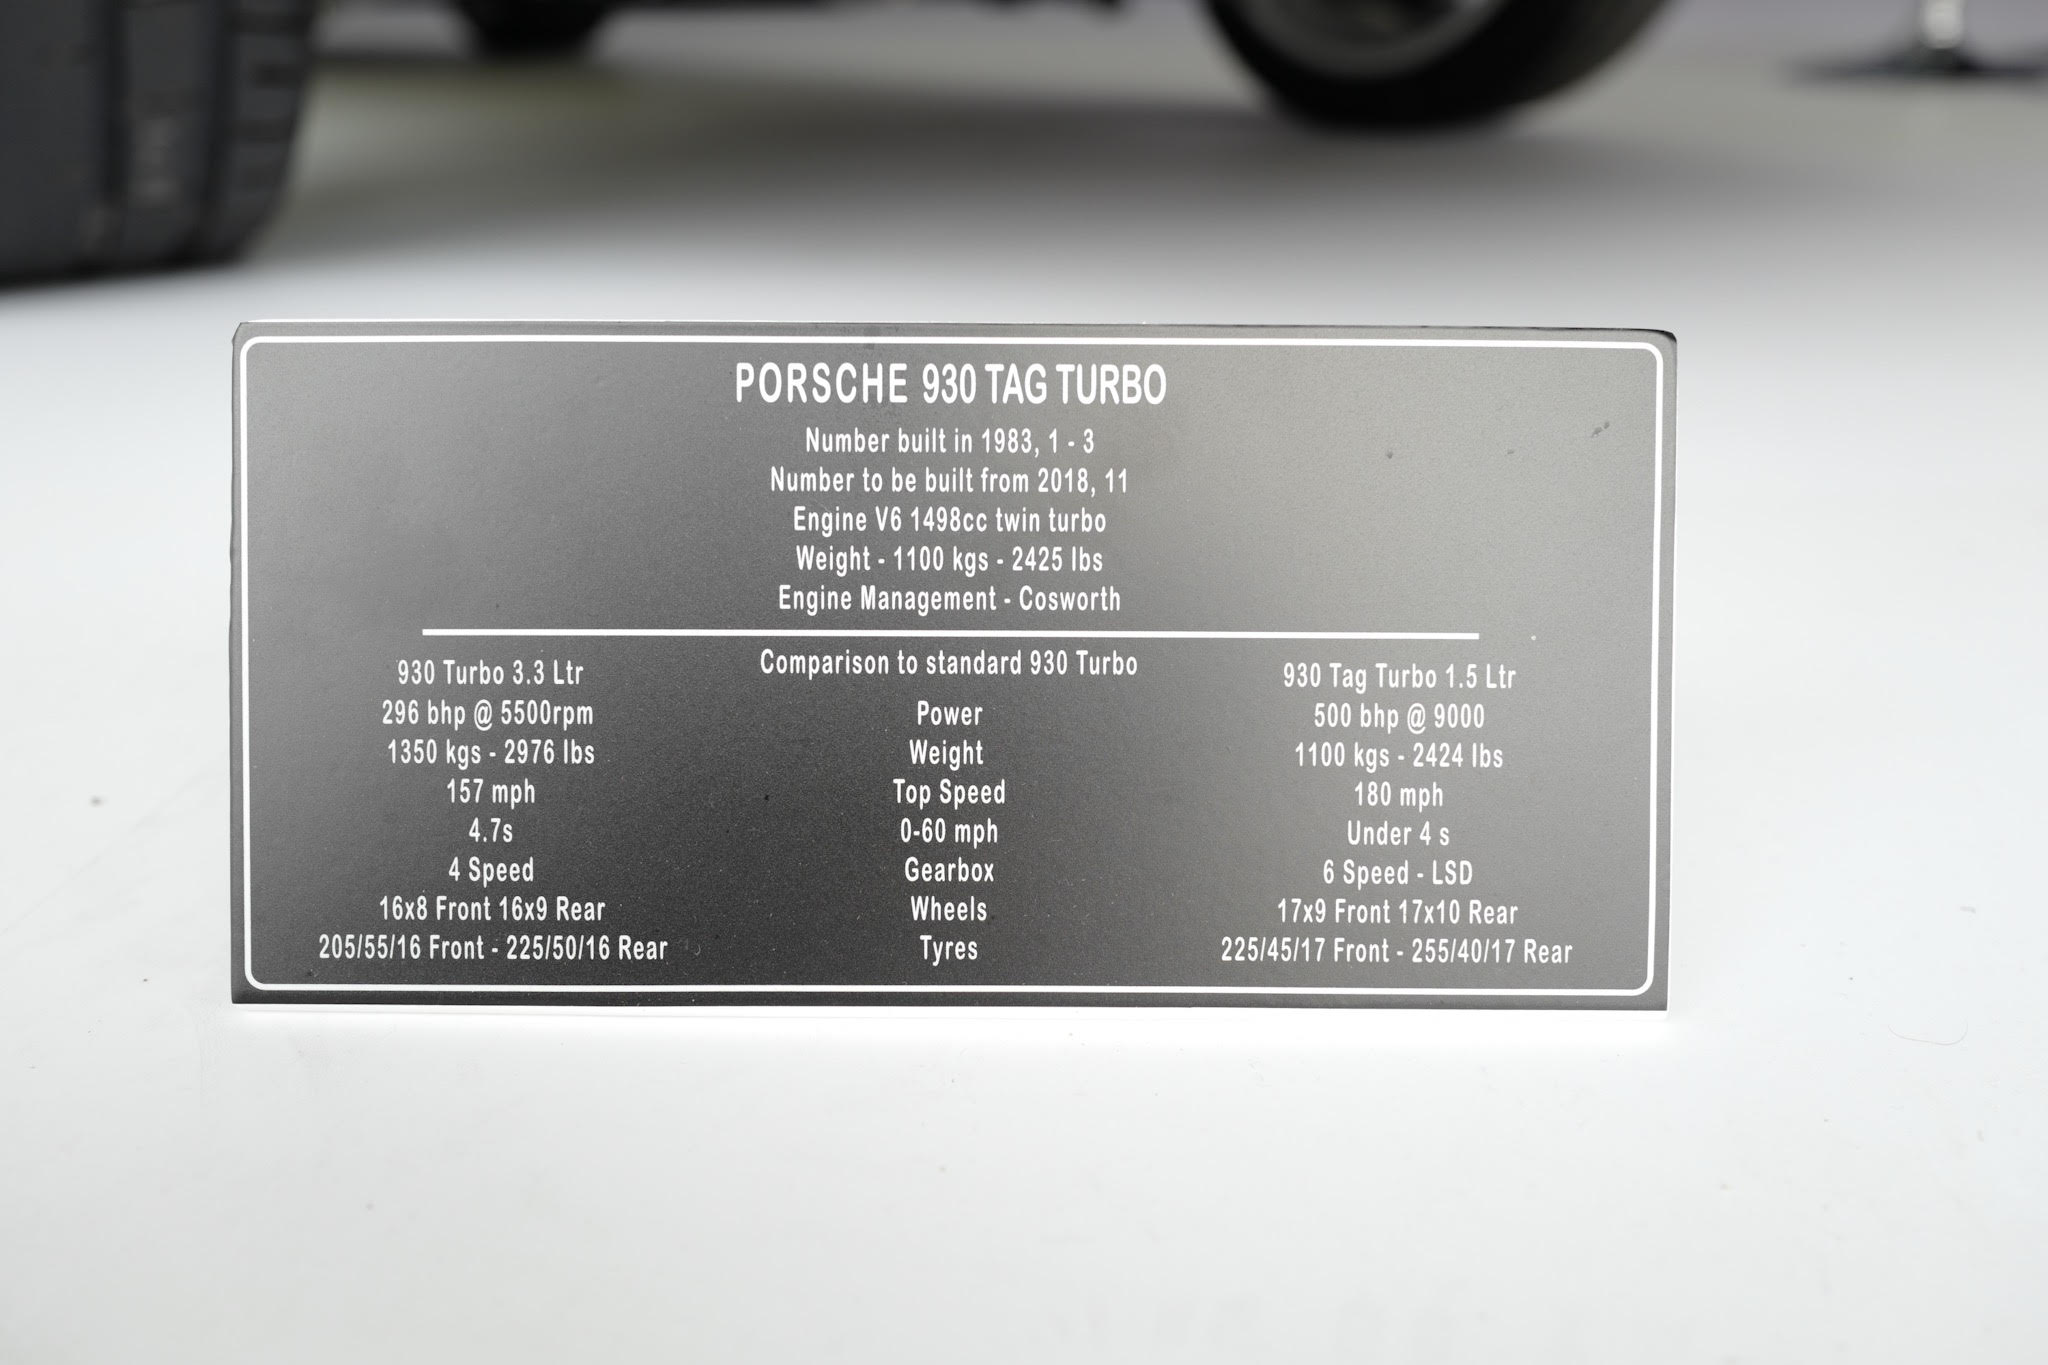 PORSCHE 930 TAG TURBO
Number built in 1983, 1 - 3
Number to be built from 2018, 11
Engine V6 1498cc twin turbo
Weight - 1100 kgs - 2425 lbs
Engine Management - Cosworth
930 Turbo 3.3 Ltr Comparison to standard 930 Turbo 930 Tag Turbo 1.5 Ltr
296 bhp @ 5500rpm Power 500 bhp @ 9000
1350 kgs - 2976 lbs Weight 1100 kgs - 2424 lbs
157 mph Top Speed 180 mph
4.7s 0-60 mph Under 4 s
4 Speed Gearbox 6 Speed - LSD
16x8 Front 16x9 Rear Wheels 17x9 Front 17x10 Rear
205/55/16 Front - 225/50/16 Rear Tyres 225/45/17 Front - 255/40/17 Rear